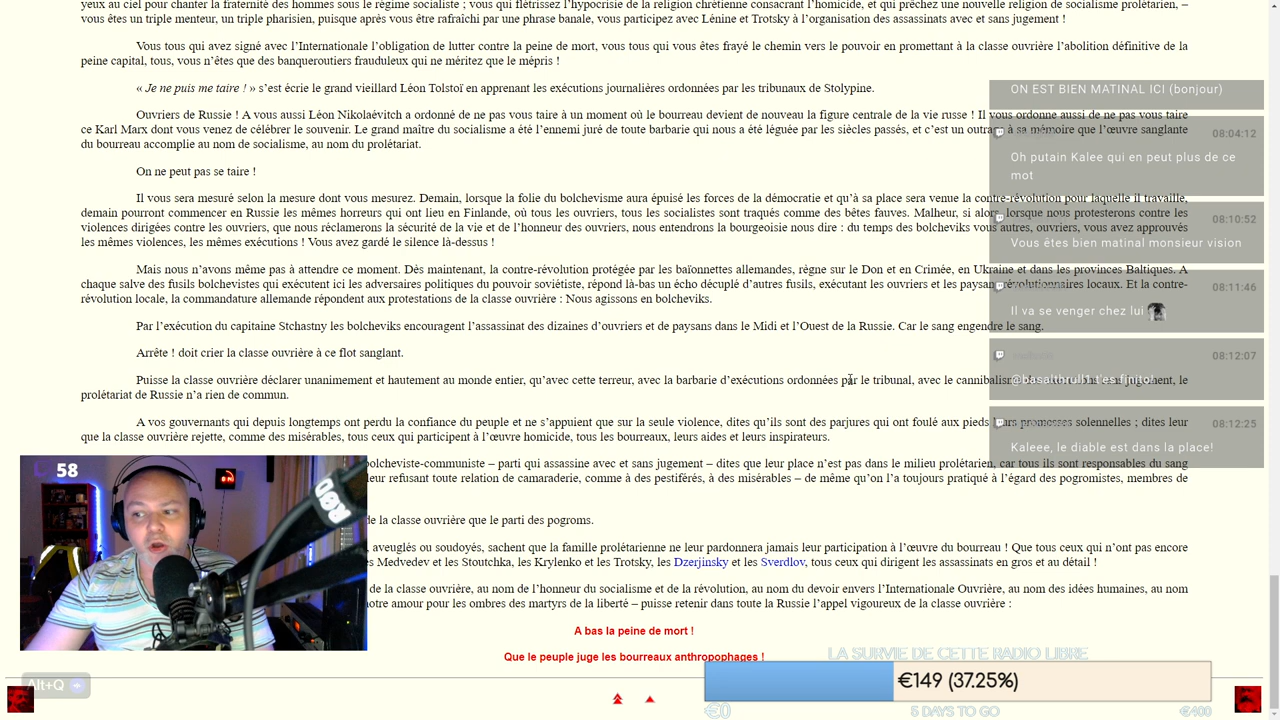 yeux au ciel pour chanter la fraternité des hommes sous le régime socialiste ; vous qui flétrissez l’hypocrisie de la religion chrétienne consacrant l’homicide, et qui prêchez une nouvelle religion de socialisme prolétarien, –
vous êtes un triple menteur, un triple pharisien, puisque après vous être rafraîchi par une phrase banale, vous participez avec Lénine et Trotsky à l’organisation des assassinats avec et sans jugement !
Vous tous qui avez signé avec l’Internationale l’obligation de lutter contre la peine de mort, vous tous qui vous êtes frayé le chemin vers le pouvoir en promettant à la classe ouvrière l’abolition définitive de la
peine capital, tous, vous n’êtes que des banqueroutiers frauduleux qui ne méritez que le mépris !
« Je ne puis me taire ! » s’est écrie le grand vieillard Léon Tolstoï en apprenant les exécutions journalières ordonnées par les tribunaux de Stolypine.
Ouvriers de Russie ! A vous aussi Léon Nikolaévitch a ordonné de ne pas vous taire à un moment où le bourreau devient de nouveau la figure centrale de la vie russe ! Il vous ordonne aussi de ne pas vous taire
ce Karl Marx dont vous venez de célébrer le souvenir. Le grand maître du socialisme a été l’ennemi juré de toute barbarie qui nous a été léguée par les siècles passés, et c’est un outrage à sa mémoire que l’œuvre sanglante
du bourreau accomplie au nom de socialisme, au nom du prolétariat.
On ne peut pas se taire !
Il vous sera mesuré selon la mesure dont vous mesurez. Demain, lorsque la folie du bolchevisme aura épuisé les forces de la démocratie et qu’à sa place sera venue la contre-révolution pour laquelle il travaille,
demain pourront commencer en Russie les mêmes horreurs qui ont lieu en Finlande, où tous les ouvriers, tous les socialistes sont traqués comme des bêtes fauves. Malheur, si alors lorsque nous protesterons contre les
violences dirigées contre les ouvriers, que nous réclamerons la sécurité de la vie et de l’honneur des ouvriers, nous entendrons la bourgeoisie nous dire : du temps des bolcheviks vous autres, ouvriers, vous avez approuvés
les mêmes violences, les mêmes exécutions ! Vous avez gardé le silence là-dessus !
Mais nous n’avons même pas à attendre ce moment. Dès maintenant, la contre-révolution protégée par les baïonnettes allemandes, règne sur le Don et en Crimée, en Ukraine et dans les provinces Baltiques. A
chaque salve des fusils bolchevistes qui exécutent ici les adversaires politiques du pouvoir soviétiste, répond là-bas un écho décuplé d’autres fusils, exécutant les ouvriers et les paysans révolutionnaires locaux. Et la contre-
révolution locale, la commandature allemande répondent aux protestations de la classe ouvrière : Nous agissons en bolcheviks.
Par l’exécution du capitaine Stchastny les bolcheviks encouragent l’assassinat des dizaines d’ouvriers et de paysans dans le Midi et l’Ouest de la Russie. Car le sang engendre le sang.
Arrête ! doit crier la classe ouvrière à ce flot sanglant.
Puisse la classe ouvrière déclarer unanimement et hautement au monde entier, qu’avec cette terreur, avec la barbarie d’exécutions ordonnées par le tribunal, avec le cannibalisme jugement, le
prolétariat de Russie n’a rien de commun.
A vos gouvernants qui depuis longtemps ont perdu la confiance du peuple et ne s’appuient que sur la seule violence, dites qu’ils sont des parjures qui ont foulé aux pieds leurs promesses solennelles ; dites leur
que la classe ouvrière rejette, comme des misérables, tous ceux qui participent à l’œuvre homicide, tous les bourreaux, leurs aides et leurs inspirateurs.
bolcheviste-communiste – parti qui assassine avec et sans jugement – dites que leur place n’est pas dans le milieu prolétarien, car tous ils sont responsables du sang
leur refusant toute relation de camaraderie, comme à des pestiférés, à des misérables – de même qu’on l’a toujours pratiqué à l’égard des pogromistes, membres de
de la classe ouvrière que le parti des pogroms.
, aveuglés ou soudoyés, sachent que la famille prolétarienne ne leur pardonnera jamais leur participation à l’œuvre du bourreau ! Que tous ceux qui n’ont pas encore
s Medvedev et les Stoutchka, les Krylenko et les Trotsky, les Dzerjinsky et les Sverdlov, tous ceux qui dirigent les assassinats en gros et au détail !
de la classe ouvrière, au nom de l’honneur du socialisme et de la révolution, au nom du devoir envers l’Internationale Ouvrière, au nom des idées humaines, au nom
notre amour pour les ombres des martyrs de la liberté – puisse retenir dans toute la Russie l’appel vigoureux de la classe ouvrière :
A bas la peine de mort !
Que le peuple juge les bourreaux anthropophages !
ON EST BIEN MATINAL ICI (bonjour)
08:04:12
Oh putain Kalee qui en peut plus de ce
mot
08:10:52
Vous êtes bien matinal monsieur vision
08:11:46
Il va se venger chez lui
08:12:07
@basalthrull1 t'es finito!
08:12:25
Kaleee, le diable est dans la place!
58
Alt+Q
LA SURVIE DE CETTE RADIO LIBRE
€149 (37.25%)
€0
5 DAYS TO GO
€400